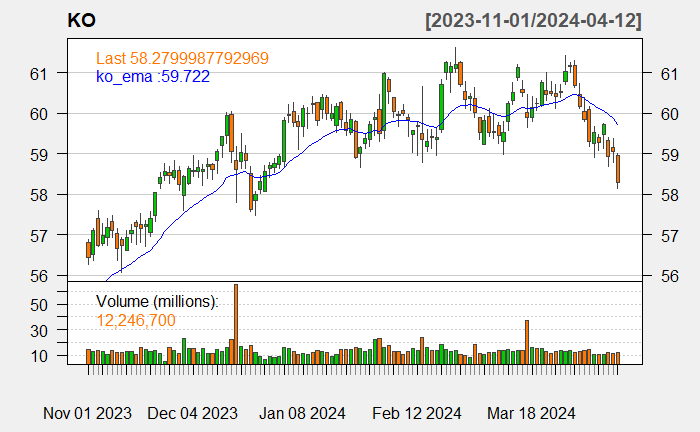 KO [2023-11-01/2024-04-12]
Last 58.2799987792969
ko_ema :59.722
61 61
60 60
59 59
58 58
57 57
56 56
Volume (millions):
12,246,700
50
30
10
Nov 01 2023 Dec 04 2023 Jan 08 2024 Feb 12 2024 Mar 18 2024